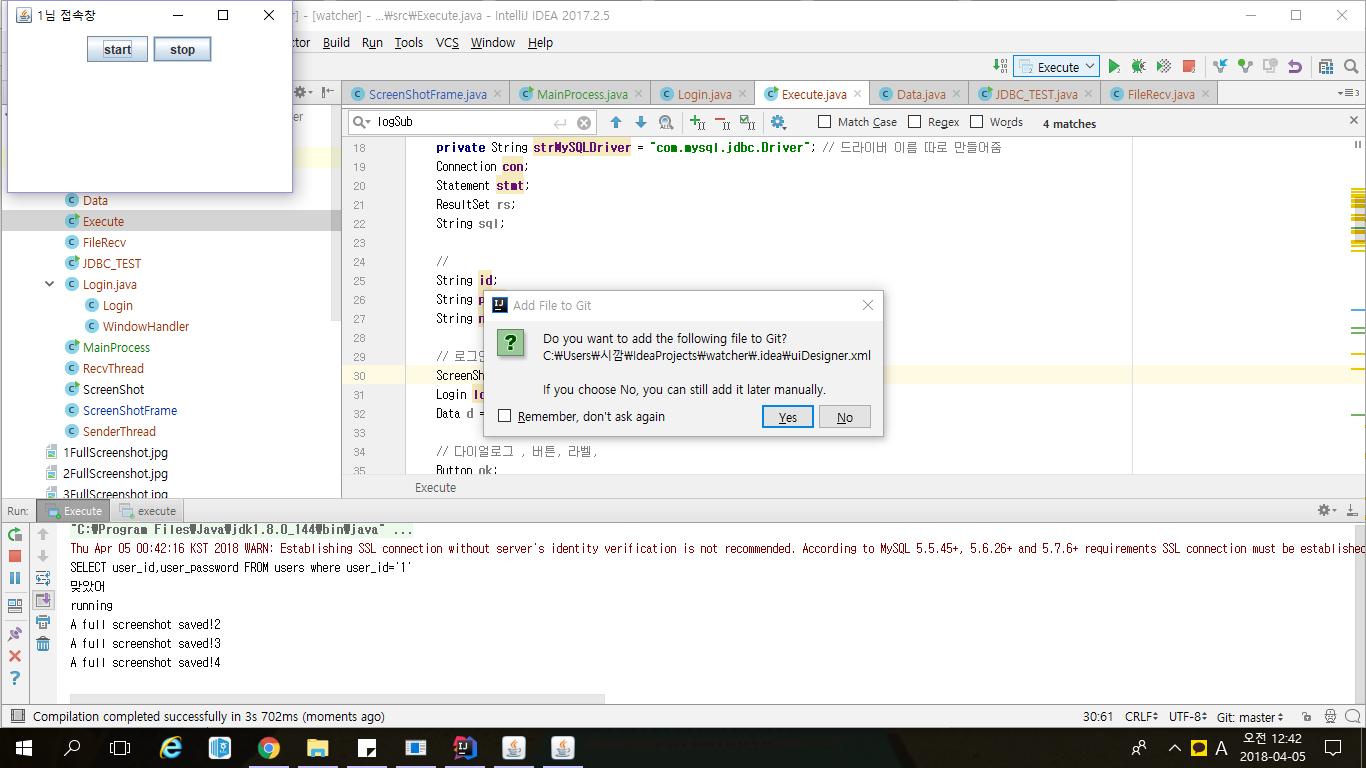 1님 접속창
] - [watcher] - ...₩src₩Execute.java - IntelliJ IDEA 2017.2.5
start stop
Build Run Tools VCS Window Help
Execute
ScreenShotFrame.java MainProcess.java Login.java Execute.java Data.java JDBC_TEST.java FileRecv.java
logSub Match Case Regex Words 4 matches
18 private String strMySQLDriver = "com.mysql.jdbc.Driver"; // 드라이버 이름 따로 만들어줌
19 Connection con;
20 Statement stmt;
21 ResultSet rs;
22 String sql;
23
24 //
25 String id;
26 String p
27 String n
28
29 // 로그인
30 ScreenSh
31 Login lo
32 Data d =
33
34 // 다이얼로그 , 버튼, 라벨,
35 Button ok;
Execute
Data
Execute
FileRecv
JDBC_TEST
Login.java
Login
WindowHandler
MainProcess
RecvThread
ScreenShot
ScreenShotFrame
SenderThread
1FullScreenshot.jpg
2FullScreenshot.jpg
3FullScreenshot.jpg
Add File to Git
Do you want to add the following file to Git?
C:₩Users₩시깜₩IdeaProjects₩watcher₩.idea₩uiDesigner.xml
If you choose No, you can still add it later manually.
Remember, don't ask again Yes No
Run: Execute execute
"C:₩Program Files₩Java₩jdk1.8.0_144₩bin₩java" ...
Thu Apr 05 00:42:16 KST 2018 WARN: Establishing SSL connection without server's identity verification is not recommended. According to MySQL 5.5.45+, 5.6.26+ and 5.7.6+ requirements SSL connection must be established
SELECT user_id,user_password FROM users where user_id='1'
맞았어
running
A full screenshot saved!2
A full screenshot saved!3
A full screenshot saved!4
Compilation completed successfully in 3s 702ms (moments ago) 30:61 CRLF UTF-8 Git: master
A 오전 12:42
2018-04-05